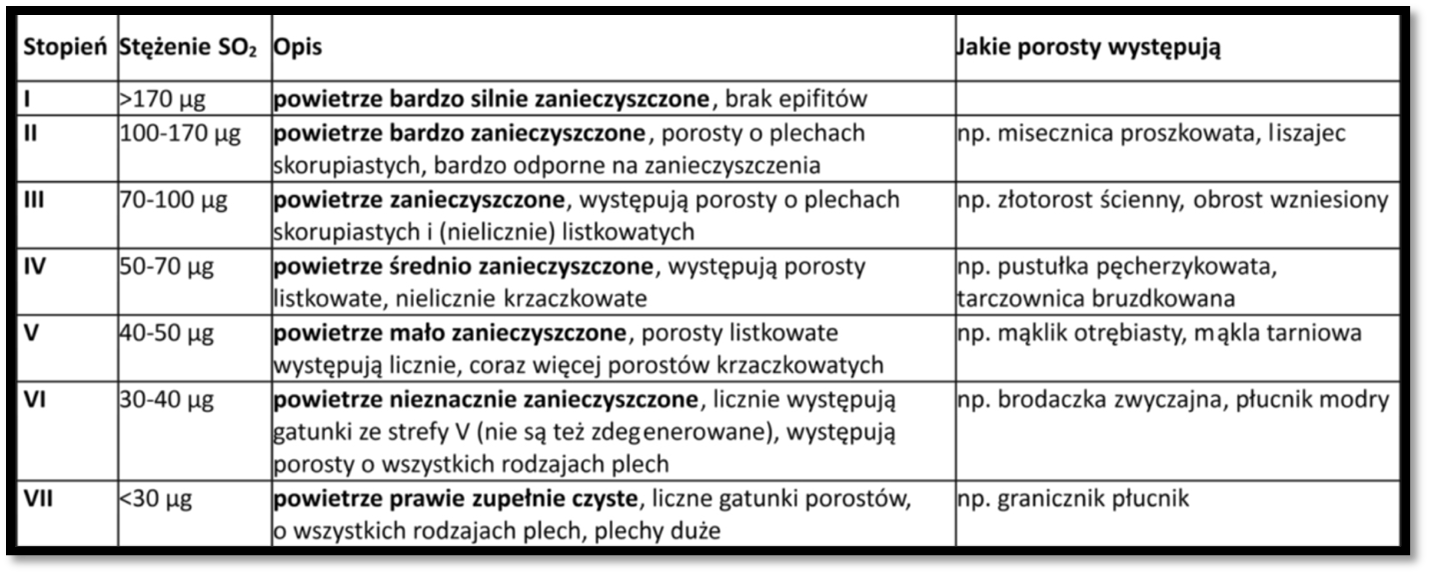 Stopień Stężenie SO₂ Opis Jakie porosty występują
I >170 µg powietrze bardzo silnie zanieczyszczone, brak epifitów
II 100-170 µg powietrze bardzo zanieczyszczone, porosty o plechach np. misecznica proszkowata, liszajec
skorupiastych, bardzo odporne na zanieczyszczenia
III 70-100 µg powietrze zanieczyszczone, występują porosty o plechach np. złotorost ścienny, obrost wzniesiony
skorupiastych i (nielicznie) listkowatych
IV 50-70 µg powietrze średnio zanieczyszczone, występują porosty np. pustułka pęcherzykowata,
listkowate, nielicznie krzaczkowate tarczownica bruzdkowana
V 40-50 µg powietrze mało zanieczyszczone, porosty listkowate np. mąklik otrębiasty, mąkla tarniowa
występują licznie, coraz więcej porostów krzaczkowatych
VI 30-40 µg powietrze nieznacznie zanieczyszczone, licznie występują np. brodaczka zwyczajna, płucnik modry
gatunki ze strefy V (nie są też zdegenerowane), występują
porosty o wszystkich rodzajach plech
VII <30 µg powietrze prawie zupełnie czyste, liczne gatunki porostów, np. granicznik płucnik
o wszystkich rodzajach plech, plechy duże